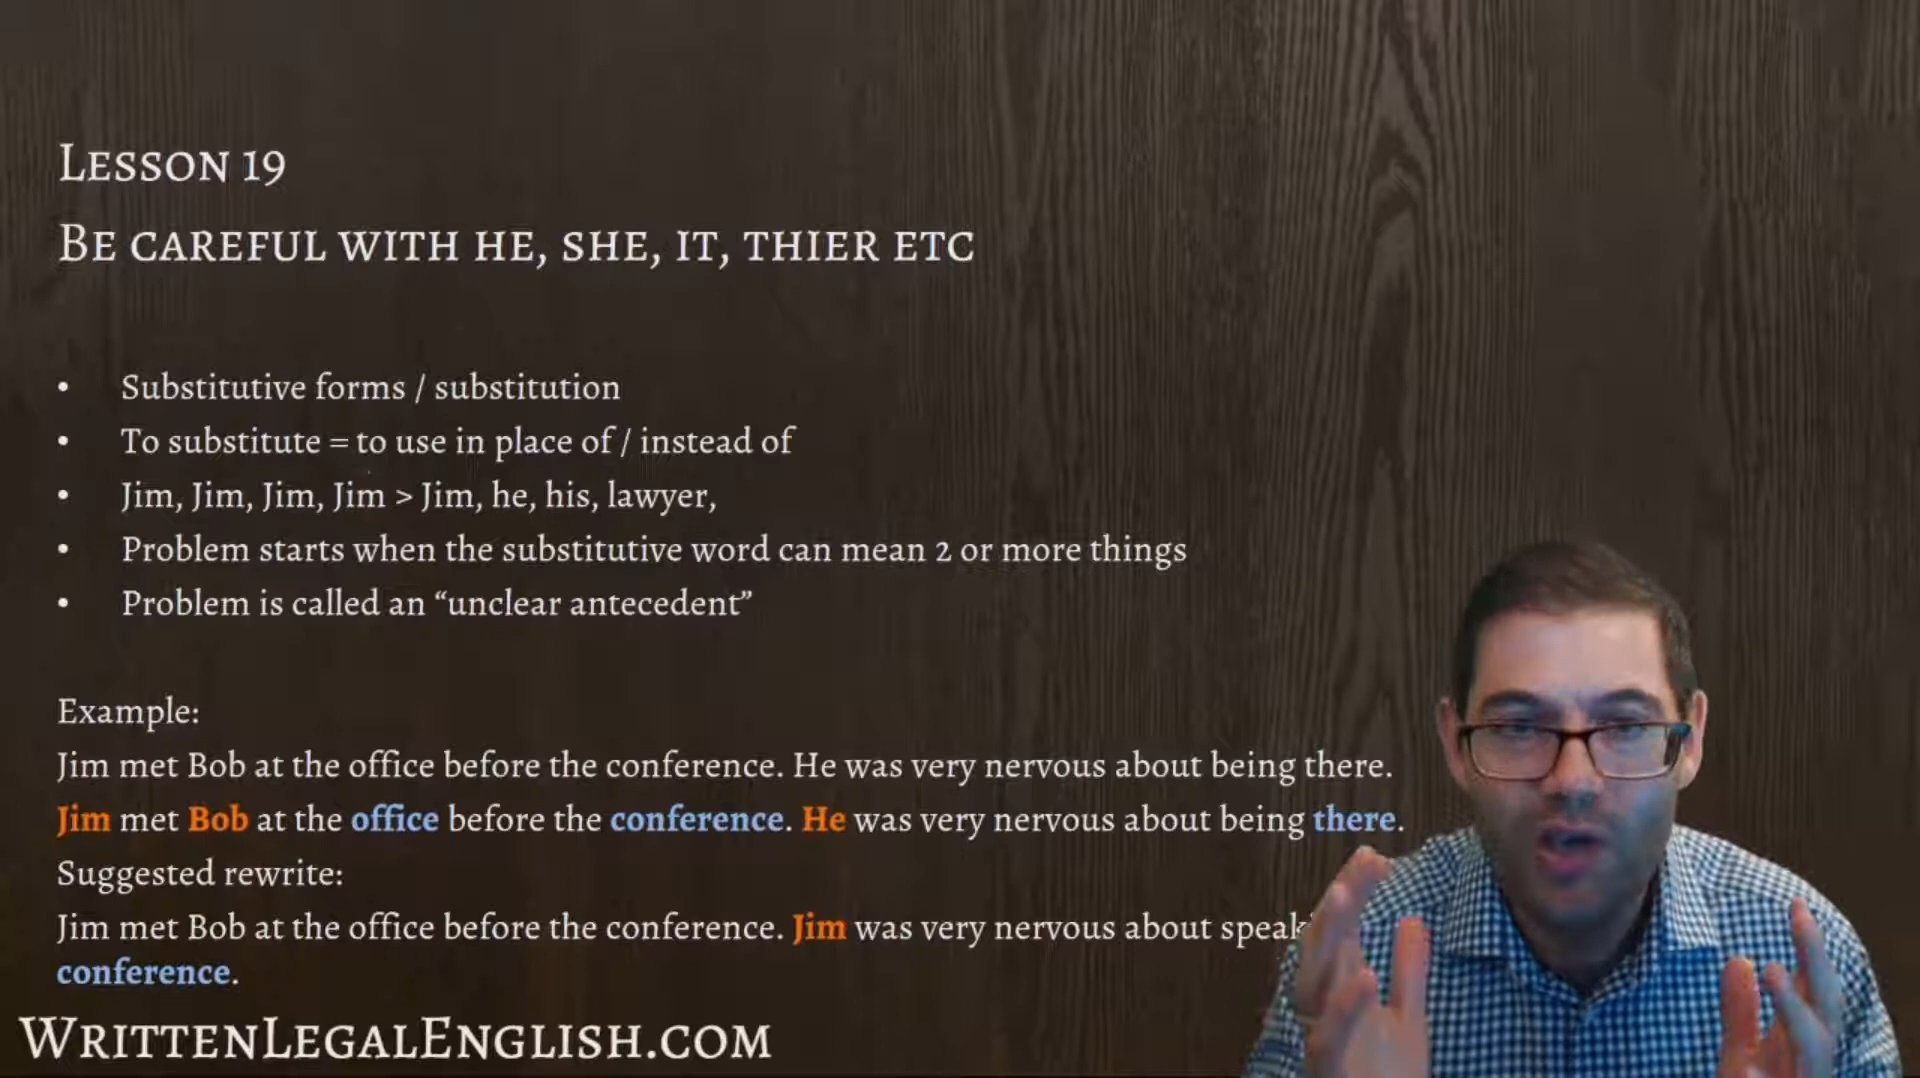 Lesson 19
Be careful with he, she, it, thier etc
• Substitutive forms / substitution
• To substitute = to use in place of / instead of
• Jim, Jim, Jim, Jim > Jim, he, his, lawyer,
• Problem starts when the substitutive word can mean 2 or more things
• Problem is called an “unclear antecedent”
Example:
Jim met Bob at the office before the conference. He was very nervous about being there.
Jim met Bob at the office before the conference. He was very nervous about being there.
Suggested rewrite:
Jim met Bob at the office before the conference. Jim was very nervous about
conference.
WrittenLegalEnglish.com